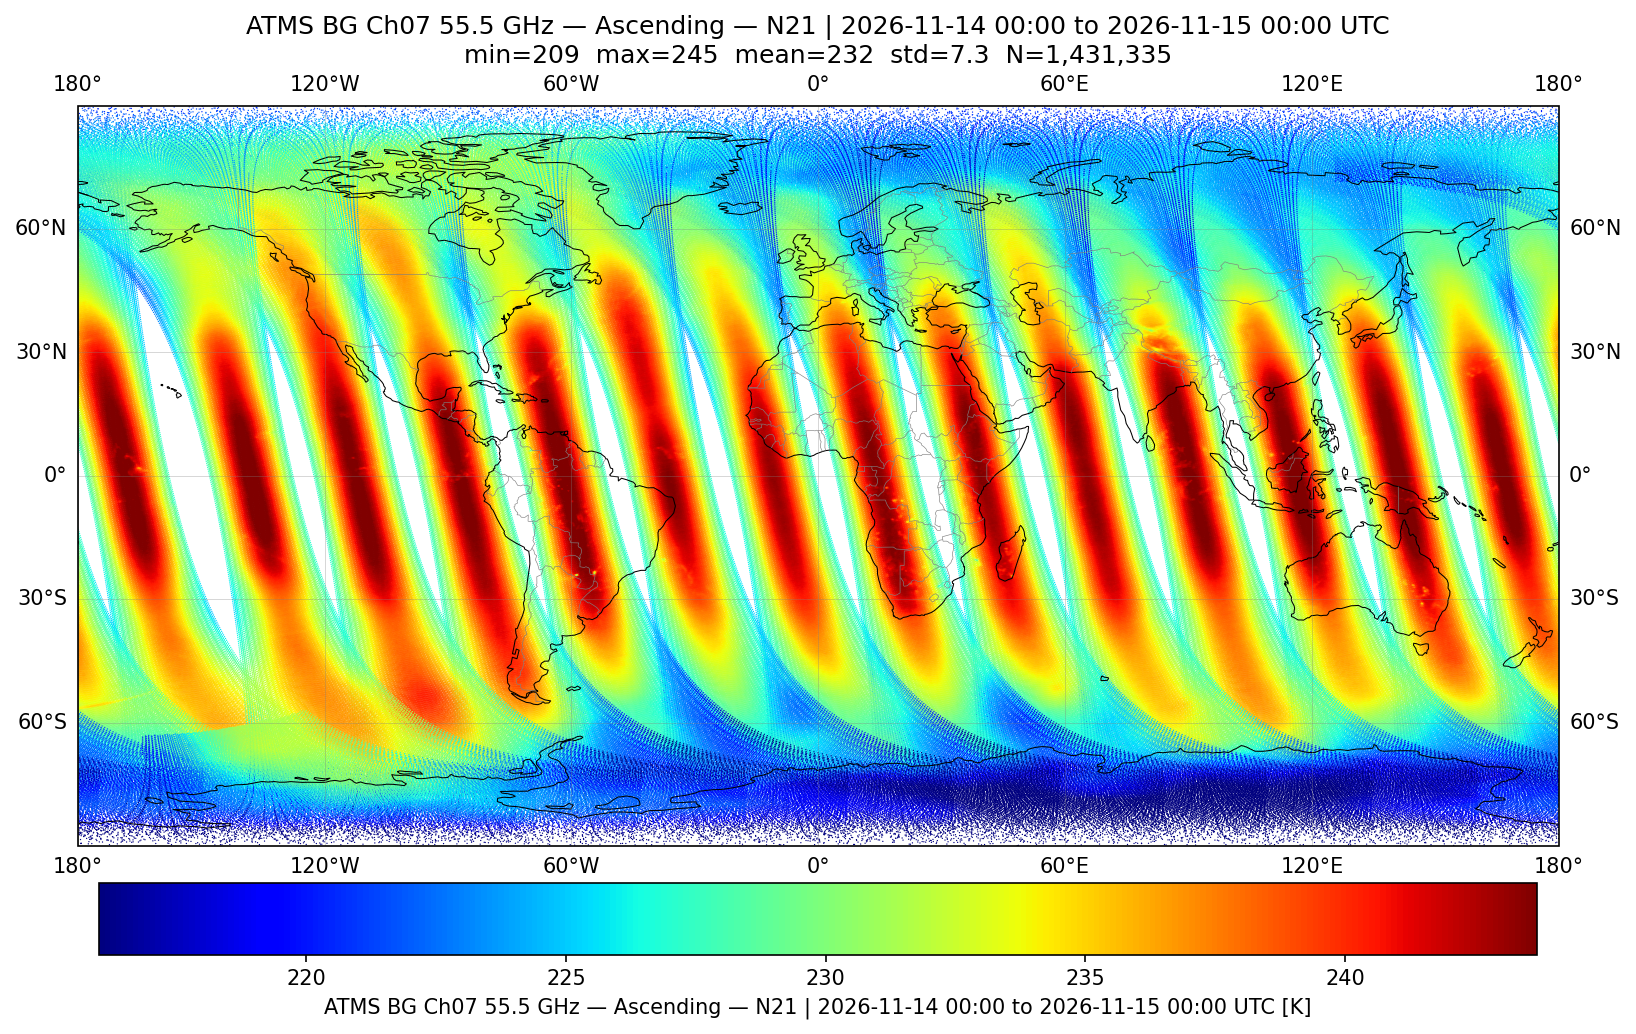 ATMS BG Ch07 55.5 GHz — Ascending — N21 | 2026-11-14 00:00 to 2026-11-15 00:00 UTC
min=209 max=245 mean=232 std=7.3 N=1,431,335
180° 120°W 60°W 0° 60°E 120°E 180°
60°N 60°N
30°N 30°N
0° 0°
30°S 30°S
60°S 60°S
180° 120°W 60°W 0° 60°E 120°E 180°
220 225 230 235 240
ATMS BG Ch07 55.5 GHz — Ascending — N21 | 2026-11-14 00:00 to 2026-11-15 00:00 UTC [K]